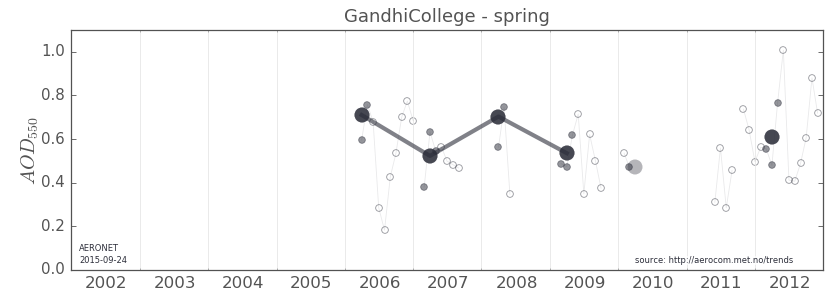 GandhiCollege - spring
1.0
0.8
0.6
0.4
0.2
0.0
AOD550
AERONET
2015-09-24
source: http://aerocom.met.no/trends
2002 2003 2004 2005 2006 2007 2008 2009 2010 2011 2012